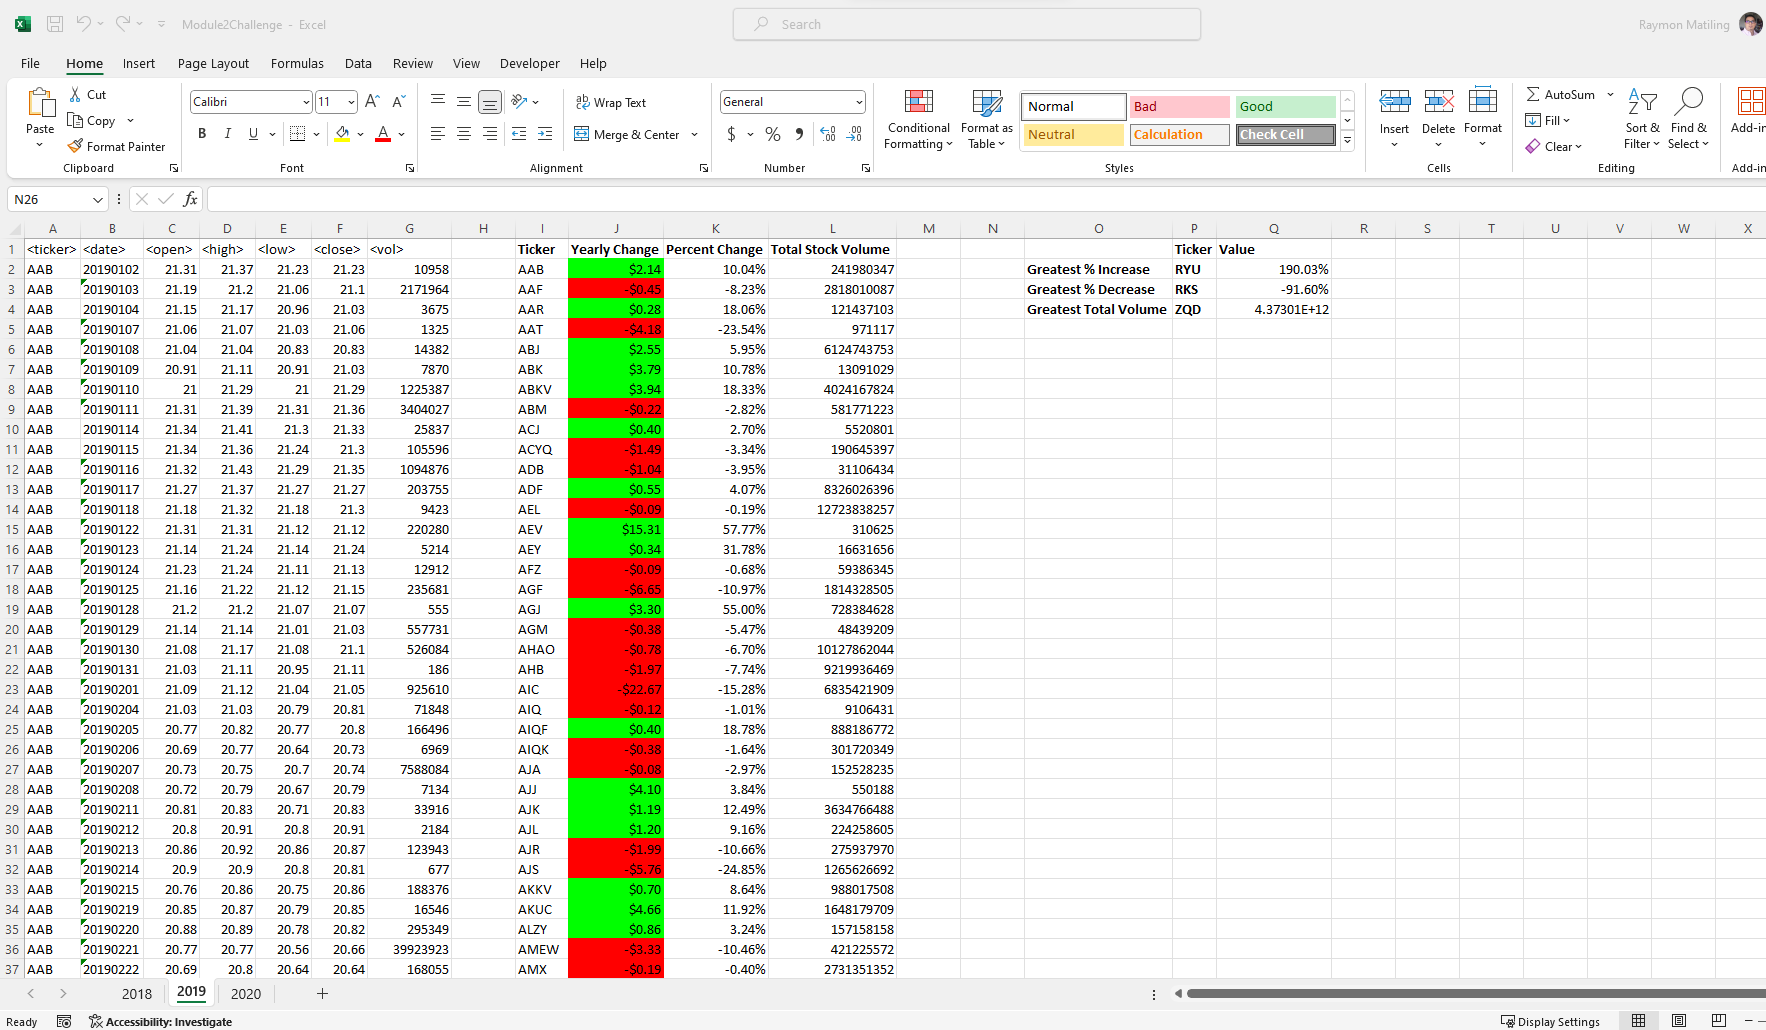 Module2Challenge - Excel
Search
Raymon Matiling
File Home Insert Page Layout Formulas Data Review View Developer Help
Paste
Cut
Copy
Format Painter
Clipboard
Calibri 11
B I U
Font
Wrap Text
Merge & Center
Alignment
General
$ % 9
Number
Conditional Formatting
Format as Table
Normal Bad Good
Neutral Calculation Check Cell
Styles
Insert Delete Format
Cells
AutoSum
Fill
Clear
Sort & Filter
Find & Select
Editing
Add-in
Add-in
N26 fx
A B C D E F G H I J K L M N O P Q R S T U V W X
1 <ticker> <date> <open> <high> <low> <close> <vol> Ticker Yearly Change Percent Change Total Stock Volume Ticker Value
2 AAB 20190102 21.31 21.37 21.23 21.23 10958 AAB $2.14 10.04% 241980347 Greatest % Increase RYU 190.03%
3 AAB 20190103 21.19 21.2 21.06 21.1 2171964 AAF -$0.45 -8.23% 2818010087 Greatest % Decrease RKS -91.60%
4 AAB 20190104 21.15 21.17 20.96 21.03 3675 AAR $0.28 18.06% 121437103 Greatest Total Volume ZQD 4.37301E+12
5 AAB 20190107 21.06 21.07 21.03 21.06 1325 AAT -$4.18 -23.54% 971117
6 AAB 20190108 21.04 21.04 20.83 20.83 14382 ABJ $2.55 5.95% 6124743753
7 AAB 20190109 20.91 21.11 20.91 21.03 7870 ABK $3.79 10.78% 13091029
8 AAB 20190110 21 21.29 21 21.29 1225387 ABKV $3.94 18.33% 4024167824
9 AAB 20190111 21.31 21.39 21.31 21.36 3404027 ABM -$0.22 -2.82% 581771223
10 AAB 20190114 21.34 21.41 21.3 21.33 25837 ACJ $0.40 2.70% 5520801
11 AAB 20190115 21.34 21.36 21.24 21.3 105596 ACYQ -$1.49 -3.34% 190645397
12 AAB 20190116 21.32 21.43 21.29 21.35 1094876 ADB -$1.04 -3.95% 31106434
13 AAB 20190117 21.27 21.37 21.27 21.27 203755 ADF $0.55 4.07% 8326026396
14 AAB 20190118 21.18 21.32 21.18 21.3 9423 AEL -$0.09 -0.19% 12723838257
15 AAB 20190122 21.31 21.31 21.12 21.12 220280 AEV $15.31 57.77% 310625
16 AAB 20190123 21.14 21.24 21.14 21.24 5214 AEY $0.34 31.78% 16631656
17 AAB 20190124 21.23 21.24 21.11 21.13 12912 AFZ -$0.09 -0.68% 59386345
18 AAB 20190125 21.16 21.22 21.12 21.15 235681 AGF -$6.65 -10.97% 1814328505
19 AAB 20190128 21.2 21.2 21.07 21.07 555 AGJ $3.30 55.00% 728384628
20 AAB 20190129 21.14 21.14 21.01 21.03 557731 AGM -$0.38 -5.47% 48439209
21 AAB 20190130 21.08 21.17 21.08 21.1 526084 AHAO -$0.78 -6.70% 10127862044
22 AAB 20190131 21.03 21.11 20.95 21.11 186 AHB -$1.97 -7.74% 9219936469
23 AAB 20190201 21.09 21.12 21.04 21.05 925610 AIC -$22.67 -15.28% 6835421909
24 AAB 20190204 21.03 21.03 20.79 20.81 71848 AIQ -$0.12 -1.01% 9106431
25 AAB 20190205 20.77 20.82 20.77 20.8 166496 AIQF $0.40 18.78% 888186772
26 AAB 20190206 20.69 20.77 20.64 20.73 6969 AIQK -$0.38 -1.64% 301720349
27 AAB 20190207 20.73 20.75 20.7 20.74 7588084 AJA -$0.08 -2.97% 152528235
28 AAB 20190208 20.72 20.79 20.67 20.79 7134 AJJ $4.10 3.84% 550188
29 AAB 20190211 20.81 20.83 20.71 20.83 33916 AJK $1.19 12.49% 3634766488
30 AAB 20190212 20.8 20.91 20.8 20.91 2184 AJL $1.20 9.16% 224258605
31 AAB 20190213 20.86 20.92 20.86 20.87 123943 AJR -$1.99 -10.66% 275937970
32 AAB 20190214 20.9 20.9 20.8 20.81 677 AJS -$5.76 -24.85% 1265626692
33 AAB 20190215 20.76 20.86 20.75 20.86 188376 AKKV $0.70 8.64% 988017508
34 AAB 20190219 20.85 20.87 20.79 20.85 16546 AKUC $4.66 11.92% 1648179709
35 AAB 20190220 20.88 20.89 20.78 20.82 295349 ALZY $0.86 3.24% 157158158
36 AAB 20190221 20.77 20.77 20.56 20.66 39923923 AMEW -$3.33 -10.46% 421225572
37 AAB 20190222 20.69 20.8 20.64 20.64 168055 AMX -$0.19 -0.40% 2731351352
2018 2019 2020
Ready Accessibility: Investigate Display Settings